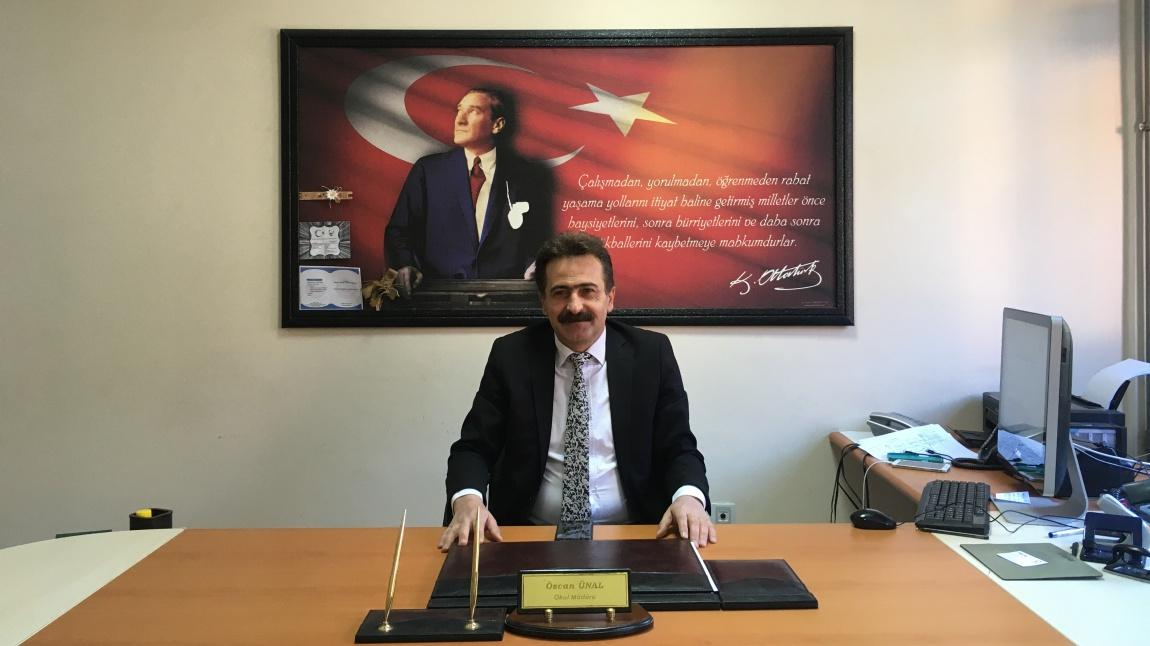 Çalışmadan, yorulmadan, öğrenmeden rahat
yaşama yollarını itiyat haline getirmiş milletler önce
haysiyetlerini, sonra hürriyetlerini ve daha sonra
kballerini kaybetmeye mahkumdurlar.
K. Atatürk
Özcan ÜNAL
Okul Müdürü